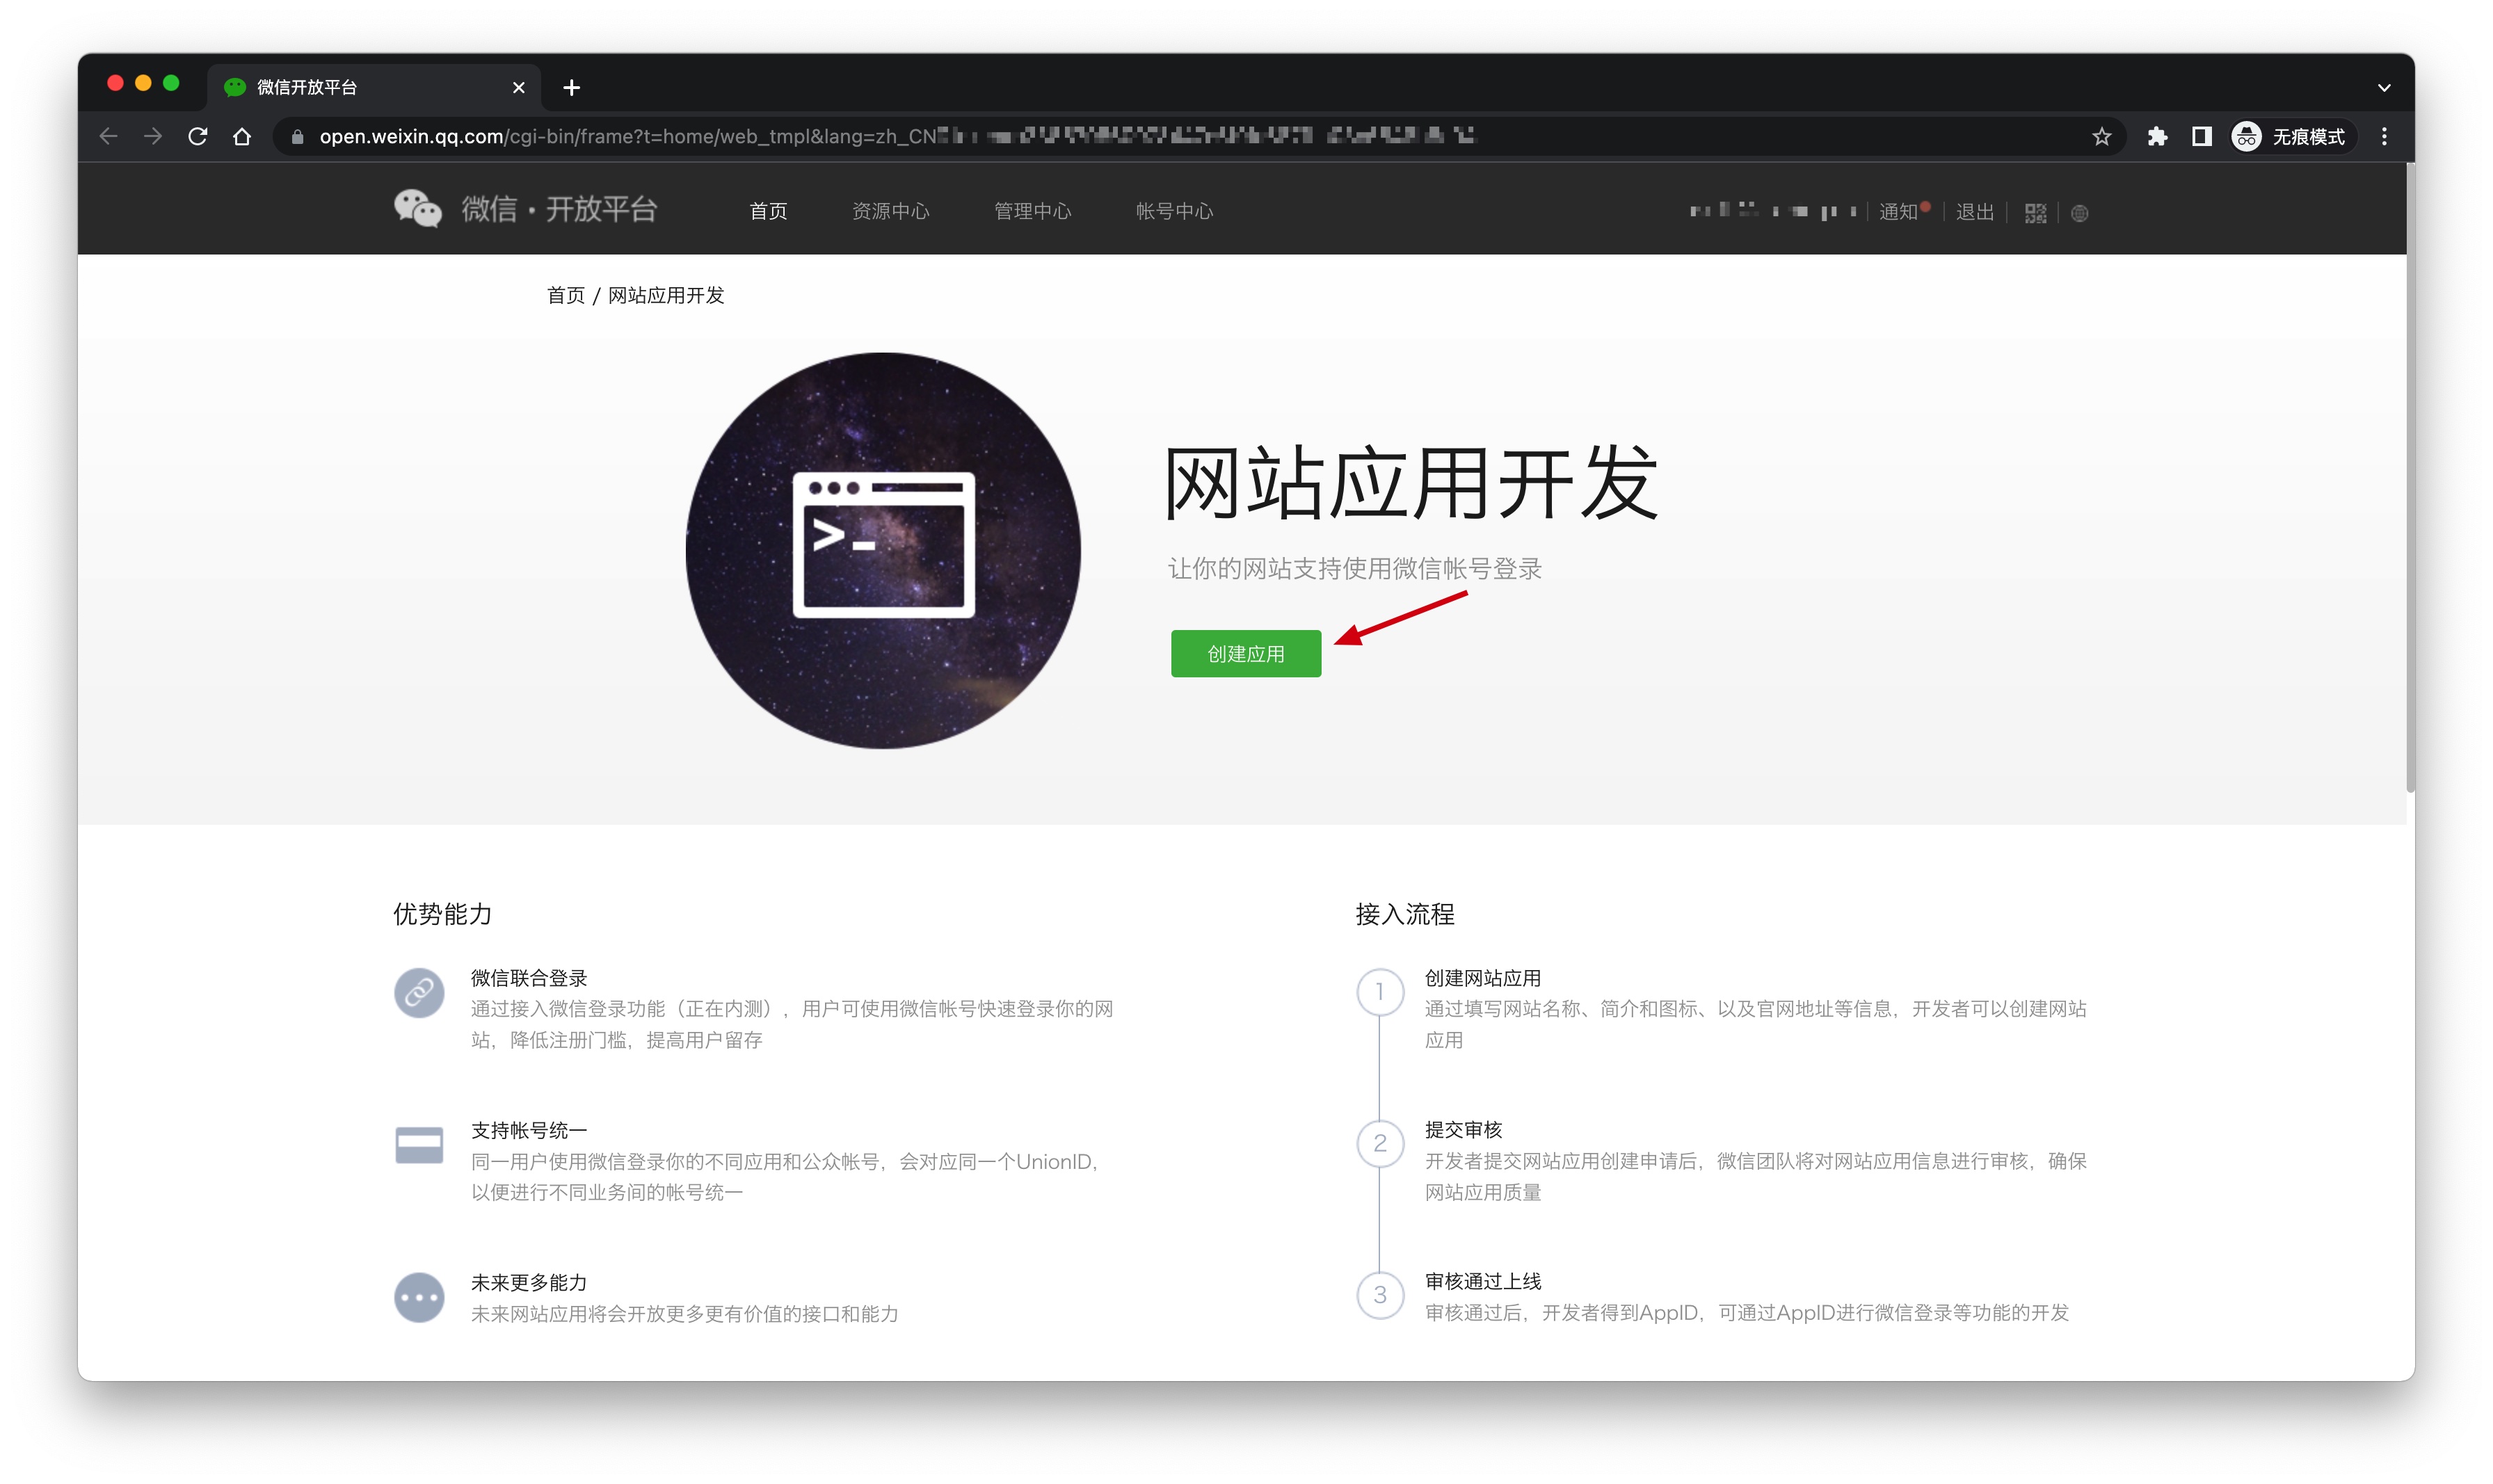 微信开放平台
open.weixin.qq.com/cgi-bin/frame?t=home/web_tmpl&lang=zh_CN
无痕模式
微信·开放平台
首页
资源中心
管理中心
帐号中心
通知
退出
首页 / 网站应用开发
>_
网站应用开发
让你的网站支持使用微信帐号登录
创建应用
优势能力
微信联合登录
通过接入微信登录功能（正在内测），用户可使用微信帐号快速登录你的网
站，降低注册门槛，提高用户留存
支持帐号统一
同一用户使用微信登录你的不同应用和公众帐号，会对应同一个UnionID，
以便进行不同业务间的帐号统一
未来更多能力
未来网站应用将会开放更多更有价值的接口和能力
接入流程
1
创建网站应用
通过填写网站名称、简介和图标、以及官网地址等信息，开发者可以创建网站
应用
2
提交审核
开发者提交网站应用创建申请后，微信团队将对网站应用信息进行审核，确保
网站应用质量
3
审核通过上线
审核通过后，开发者得到AppID，可通过AppID进行微信登录等功能的开发